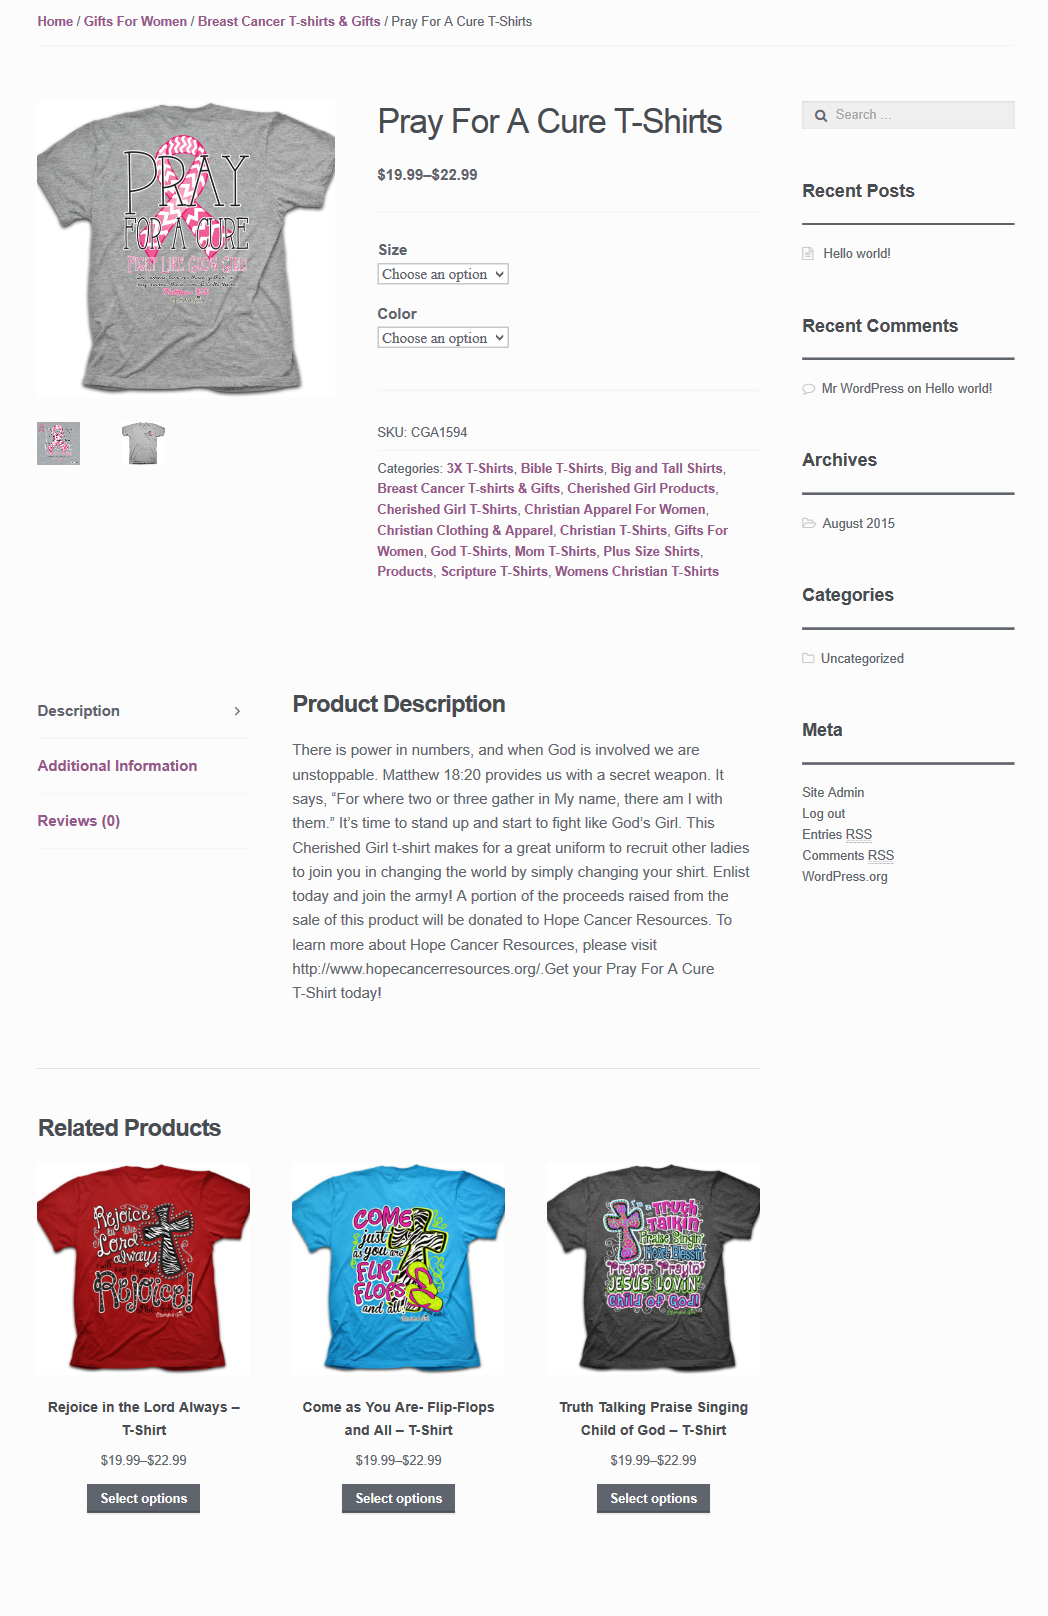 Home / Gifts For Women / Breast Cancer T-shirts & Gifts / Pray For A Cure T-Shirts
PRAY
FOR A CURE
FIGHT LIKE GOD'S GIRL!
Pray For A Cure T-Shirts
$19.99–$22.99
Size
Choose an option
Color
Choose an option
SKU: CGA1594
Categories: 3X T-Shirts, Bible T-Shirts, Big and Tall Shirts,
Breast Cancer T-shirts & Gifts, Cherished Girl Products,
Cherished Girl T-Shirts, Christian Apparel For Women,
Christian Clothing & Apparel, Christian T-Shirts, Gifts For
Women, God T-Shirts, Mom T-Shirts, Plus Size Shirts,
Products, Scripture T-Shirts, Womens Christian T-Shirts
Search …
Recent Posts
Hello world!
Recent Comments
Mr WordPress on Hello world!
Archives
August 2015
Categories
Uncategorized
Meta
Site Admin
Log out
Entries RSS
Comments RSS
WordPress.org
Description
Additional Information
Reviews (0)
Product Description
There is power in numbers, and when God is involved we are
unstoppable. Matthew 18:20 provides us with a secret weapon. It
says, “For where two or three gather in My name, there am I with
them.” It’s time to stand up and start to fight like God’s Girl. This
Cherished Girl t-shirt makes for a great uniform to recruit other ladies
to join you in changing the world by simply changing your shirt. Enlist
today and join the army! A portion of the proceeds raised from the
sale of this product will be donated to Hope Cancer Resources. To
learn more about Hope Cancer Resources, please visit
http://www.hopecancerresources.org/.Get your Pray For A Cure
T-Shirt today!
Related Products
Rejoice
in the
Lord
always
Rejoice!
Rejoice in the Lord Always –
T-Shirt
$19.99–$22.99
Select options
COME
just
as you are
FLIP-
FLOPS
and all!
Come as You Are- Flip-Flops
and All – T-Shirt
$19.99–$22.99
Select options
Truth
Talkin'
Praise Singin'
Prayer Prayin'
JESUS LOVIN'
Child of God!
Truth Talking Praise Singing
Child of God – T-Shirt
$19.99–$22.99
Select options